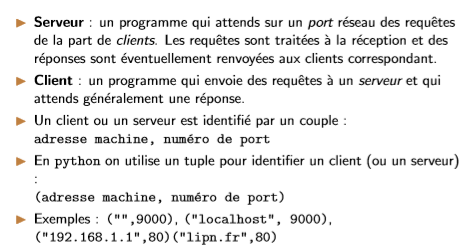 ▶ Serveur : un programme qui attends sur un port réseau des requêtes
de la part de clients. Les requêtes sont traitées à la réception et des
réponses sont éventuellement renvoyées aux clients correspondant.
▶ Client : un programme qui envoie des requêtes à un serveur et qui
attends généralement une réponse.
▶ Un client ou un serveur est identifié par un couple :
adresse machine, numéro de port
▶ En python on utilise un tuple pour identifier un client (ou un serveur)
:
(adresse machine, numéro de port)
▶ Exemples : ("",9000), ("localhost", 9000),
("192.168.1.1",80)("lipn.fr",80)